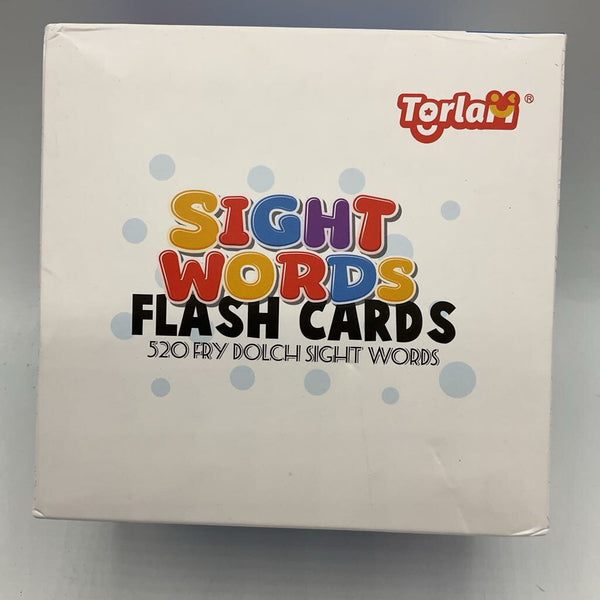 Torlam®
SIGHT
WORDS
FLASH CARDS
520 FRY DOLCH SIGHT WORDS